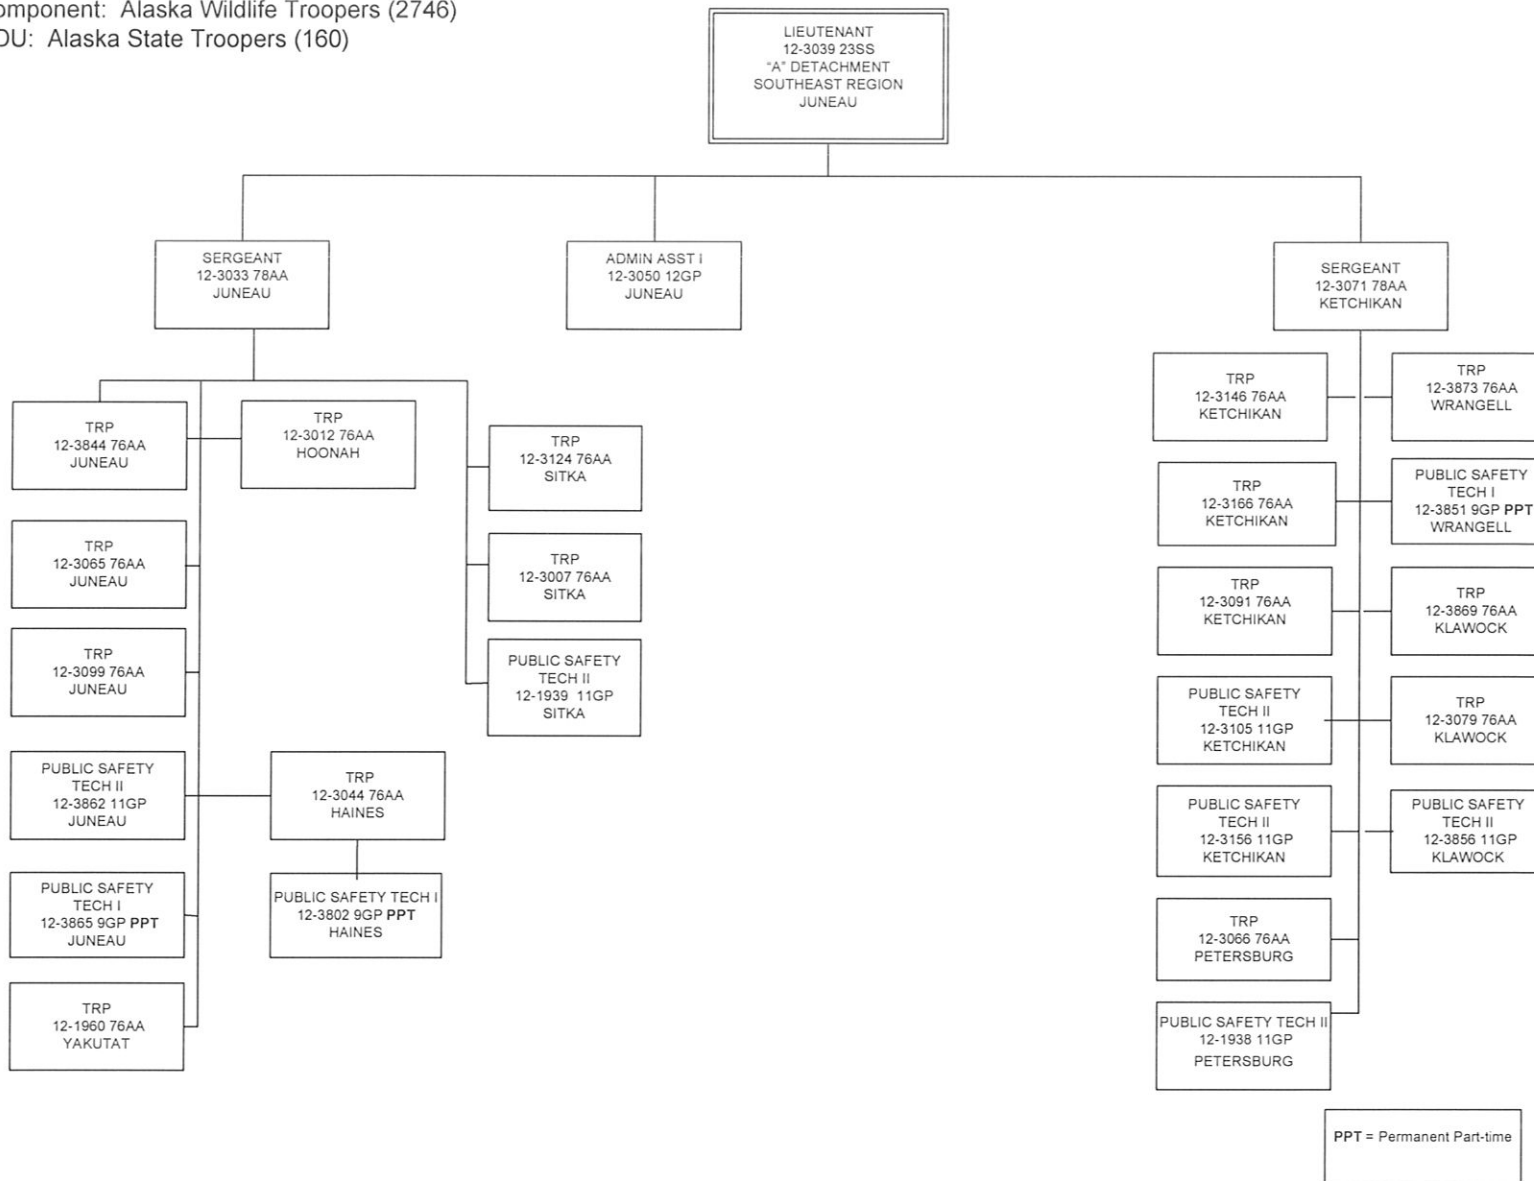 omponent: Alaska Wildlife Troopers (2746)
DU: Alaska State Troopers (160)
LIEUTENANT
12-3039 23SS
"A" DETACHMENT
SOUTHEAST REGION
JUNEAU
SERGEANT
12-3033 78AA
JUNEAU
ADMIN ASST I
12-3050 12GP
JUNEAU
SERGEANT
12-3071 78AA
KETCHIKAN
TRP
12-3844 76AA
JUNEAU
TRP
12-3012 76AA
HOONAH
TRP
12-3124 76AA
SITKA
TRP
12-3065 76AA
JUNEAU
TRP
12-3007 76AA
SITKA
TRP
12-3099 76AA
JUNEAU
PUBLIC SAFETY
TECH II
12-1939 11GP
SITKA
PUBLIC SAFETY
TECH II
12-3862 11GP
JUNEAU
TRP
12-3044 76AA
HAINES
PUBLIC SAFETY
TECH I
12-3865 9GP PPT
JUNEAU
PUBLIC SAFETY TECH I
12-3802 9GP PPT
HAINES
TRP
12-1960 76AA
YAKUTAT
TRP
12-3146 76AA
KETCHIKAN
TRP
12-3873 76AA
WRANGELL
TRP
12-3166 76AA
KETCHIKAN
PUBLIC SAFETY
TECH I
12-3851 9GP PPT
WRANGELL
TRP
12-3091 76AA
KETCHIKAN
TRP
12-3869 76AA
KLAWOCK
PUBLIC SAFETY
TECH II
12-3105 11GP
KETCHIKAN
TRP
12-3079 76AA
KLAWOCK
PUBLIC SAFETY
TECH II
12-3156 11GP
KETCHIKAN
PUBLIC SAFETY
TECH II
12-3856 11GP
KLAWOCK
TRP
12-3066 76AA
PETERSBURG
PUBLIC SAFETY TECH II
12-1938 11GP
PETERSBURG
PPT = Permanent Part-time